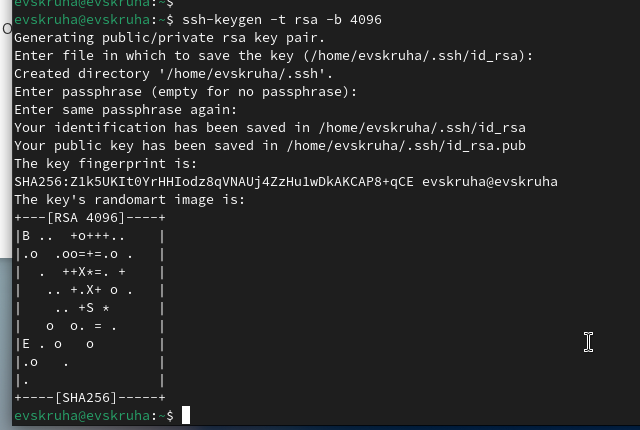 evskruha@evskruha:~$
evskruha@evskruha:~$ ssh-keygen -t rsa -b 4096
Generating public/private rsa key pair.
Enter file in which to save the key (/home/evskruha/.ssh/id_rsa):
Created directory '/home/evskruha/.ssh'.
Enter passphrase (empty for no passphrase):
Enter same passphrase again:
Your identification has been saved in /home/evskruha/.ssh/id_rsa
Your public key has been saved in /home/evskruha/.ssh/id_rsa.pub
The key fingerprint is:
SHA256:Z1k5UKIt0YrHHIodz8qVNAUj4ZzHu1wDkAKCAP8+qCE evskruha@evskruha
The key's randomart image is:
+---[RSA 4096]----+
|B ..  +o+++..    |
|.o  .oo=+=.o .   |
|  .  ++X*=. +    |
|   .. +.X+ o .   |
|    .. +S *      |
|   o  o. = .     |
|E . o   o        |
|.o   .           |
|.                |
+----[SHA256]-----+
evskruha@evskruha:~$